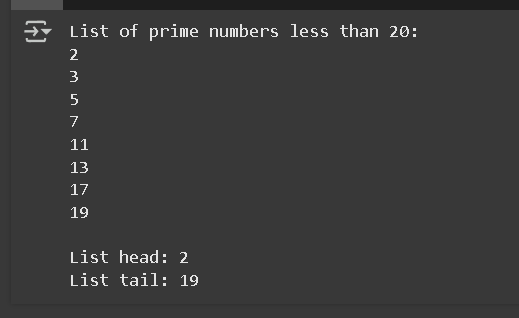 List of prime numbers less than 20:
2
3
5
7
11
13
17
19

List head: 2
List tail: 19